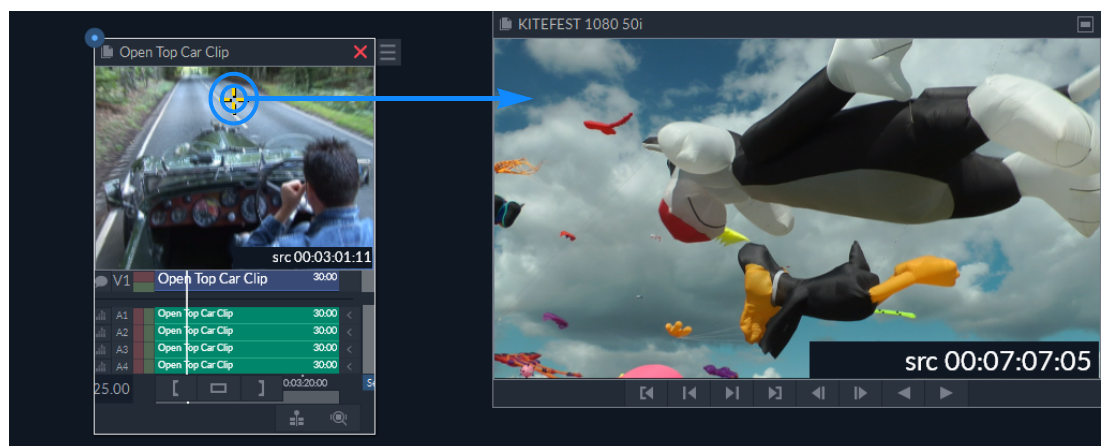 Open Top Car Clip
KITEFEST 1080 50i
src 00:03:01:11
V1 Open Top Car Clip 30:00
A1 Open Top Car Clip 30:00
A2 Open Top Car Clip 30:00
A3 Open Top Car Clip 30:00
A4 Open Top Car Clip 30:00
25.00 0:03:20:00
src 00:07:07:05